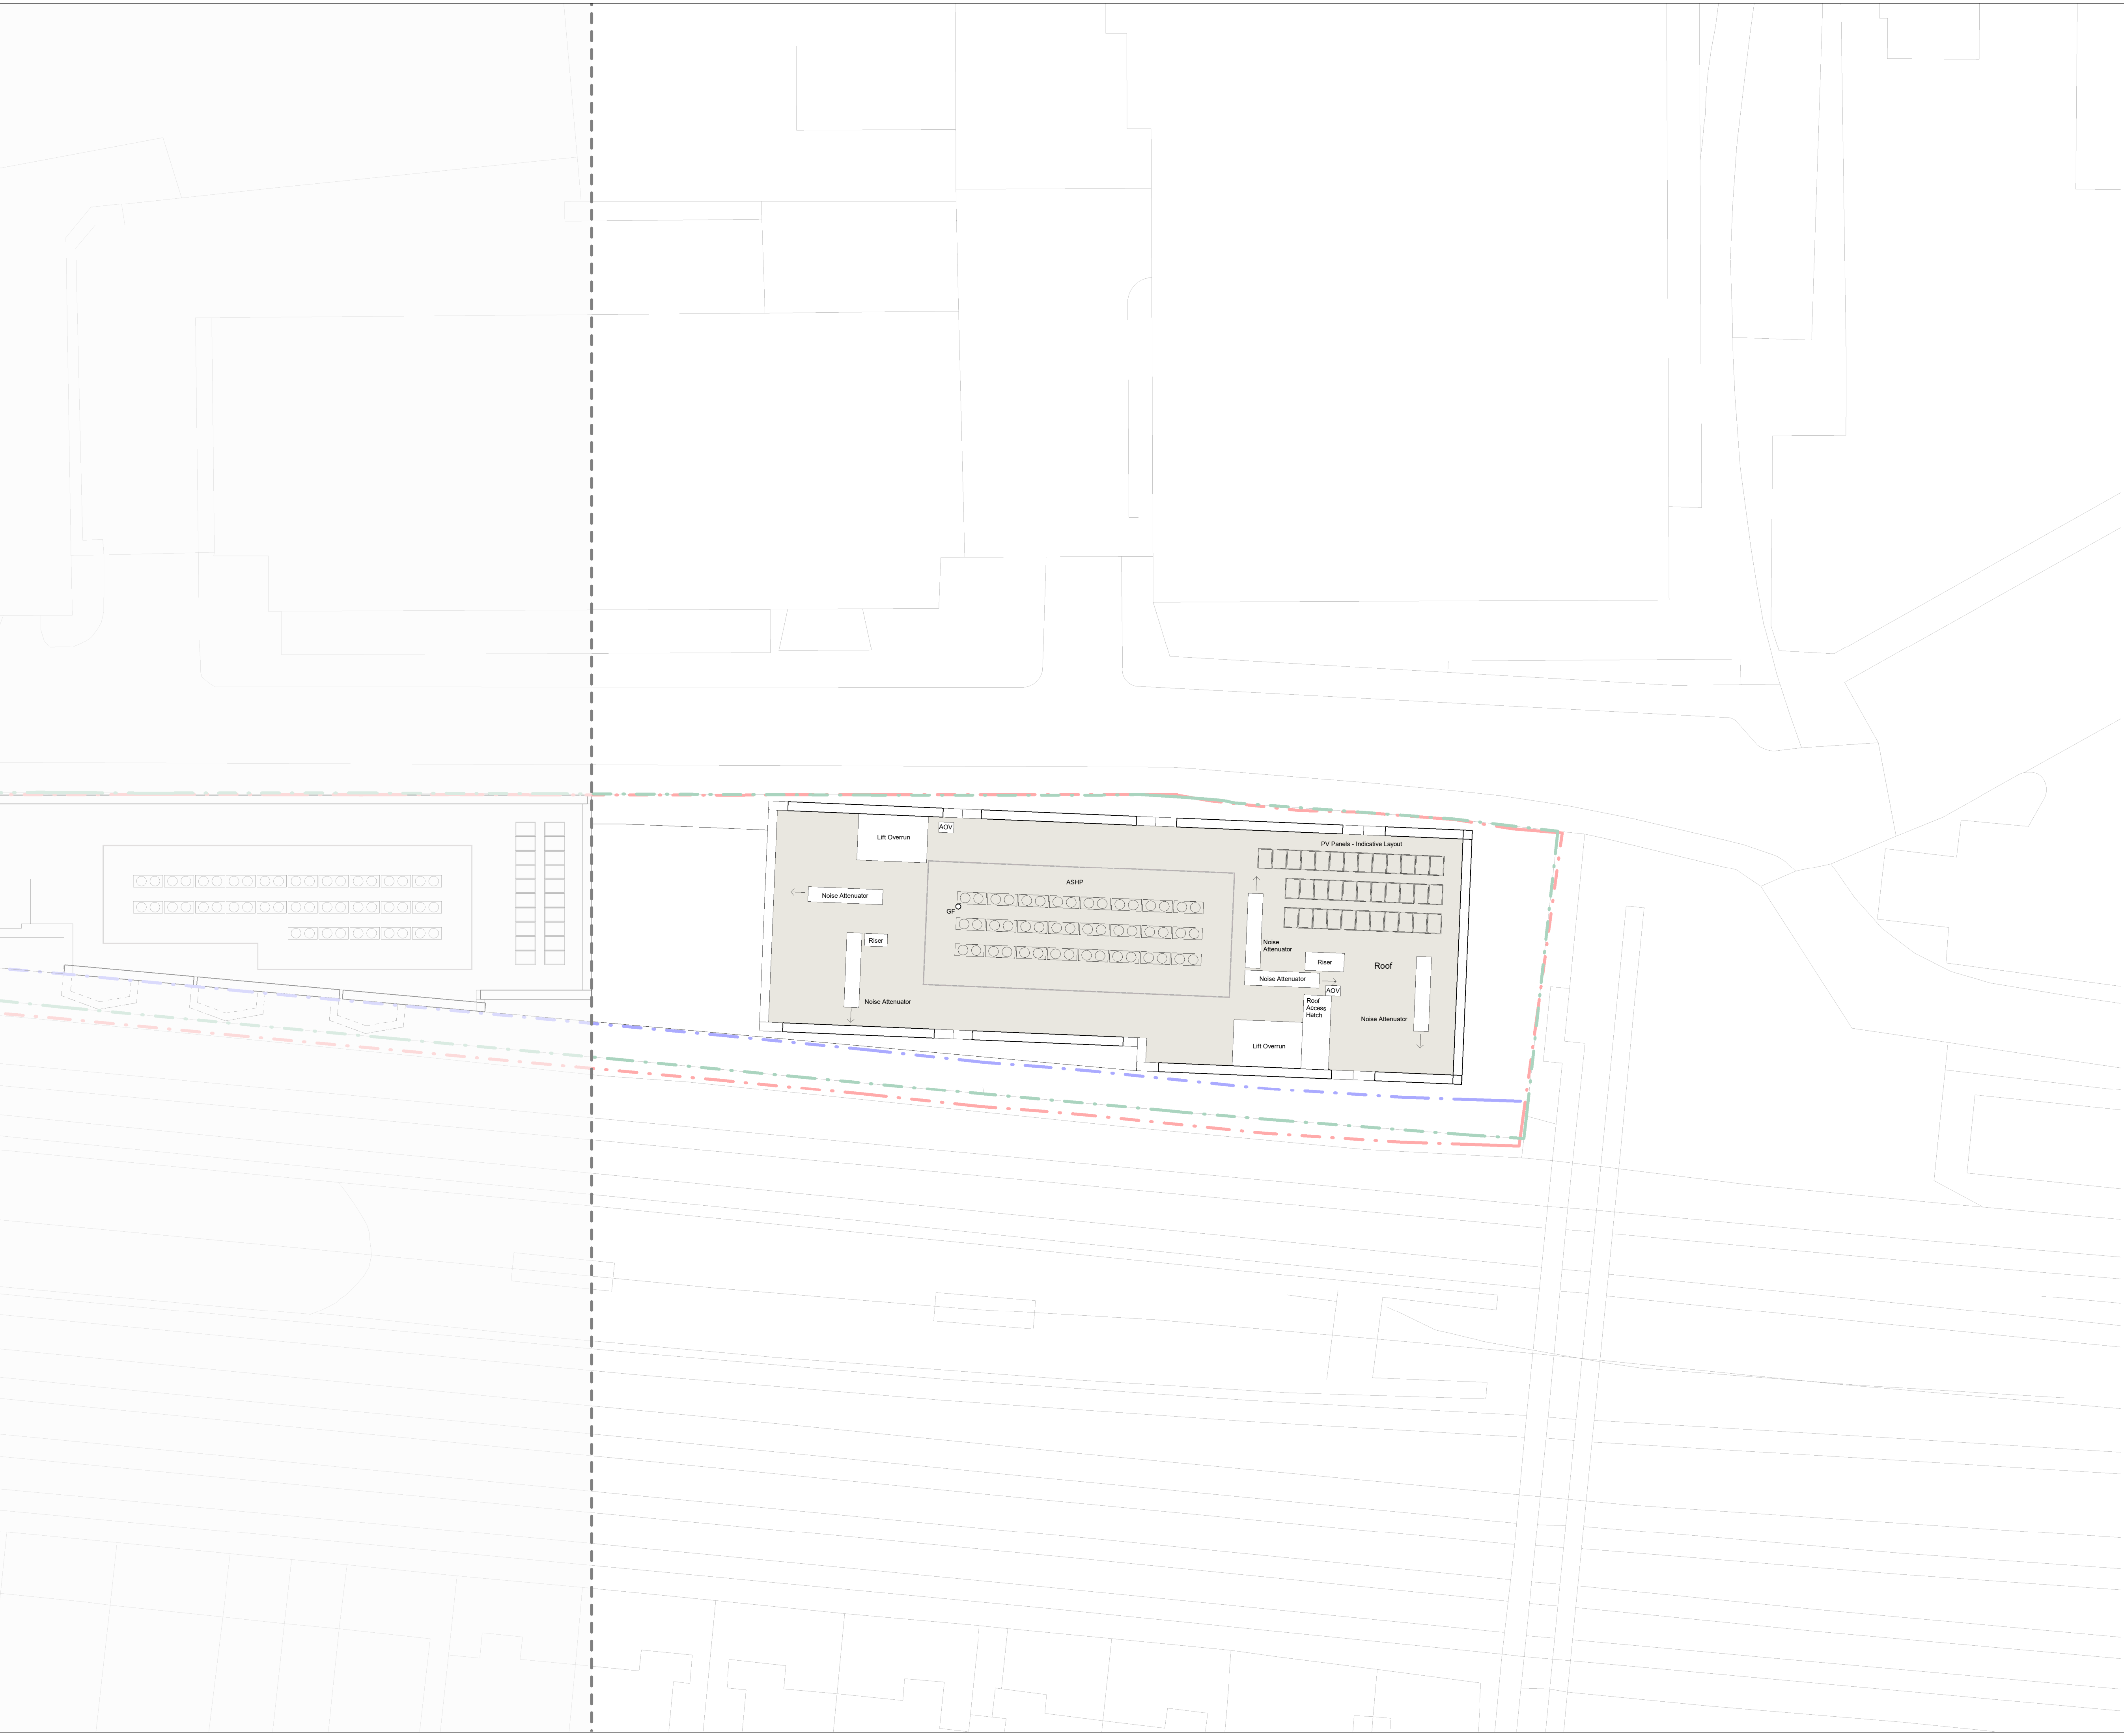 Lift Overrun
AOV
PV Panels - Indicative Layout
ASHP
Noise Attenuator
GF
Riser
Noise
Attenuator
Riser
Roof
Noise Attenuator
AOV
Noise Attenuator
Roof
Access
Hatch
Noise Attenuator
Lift Overrun